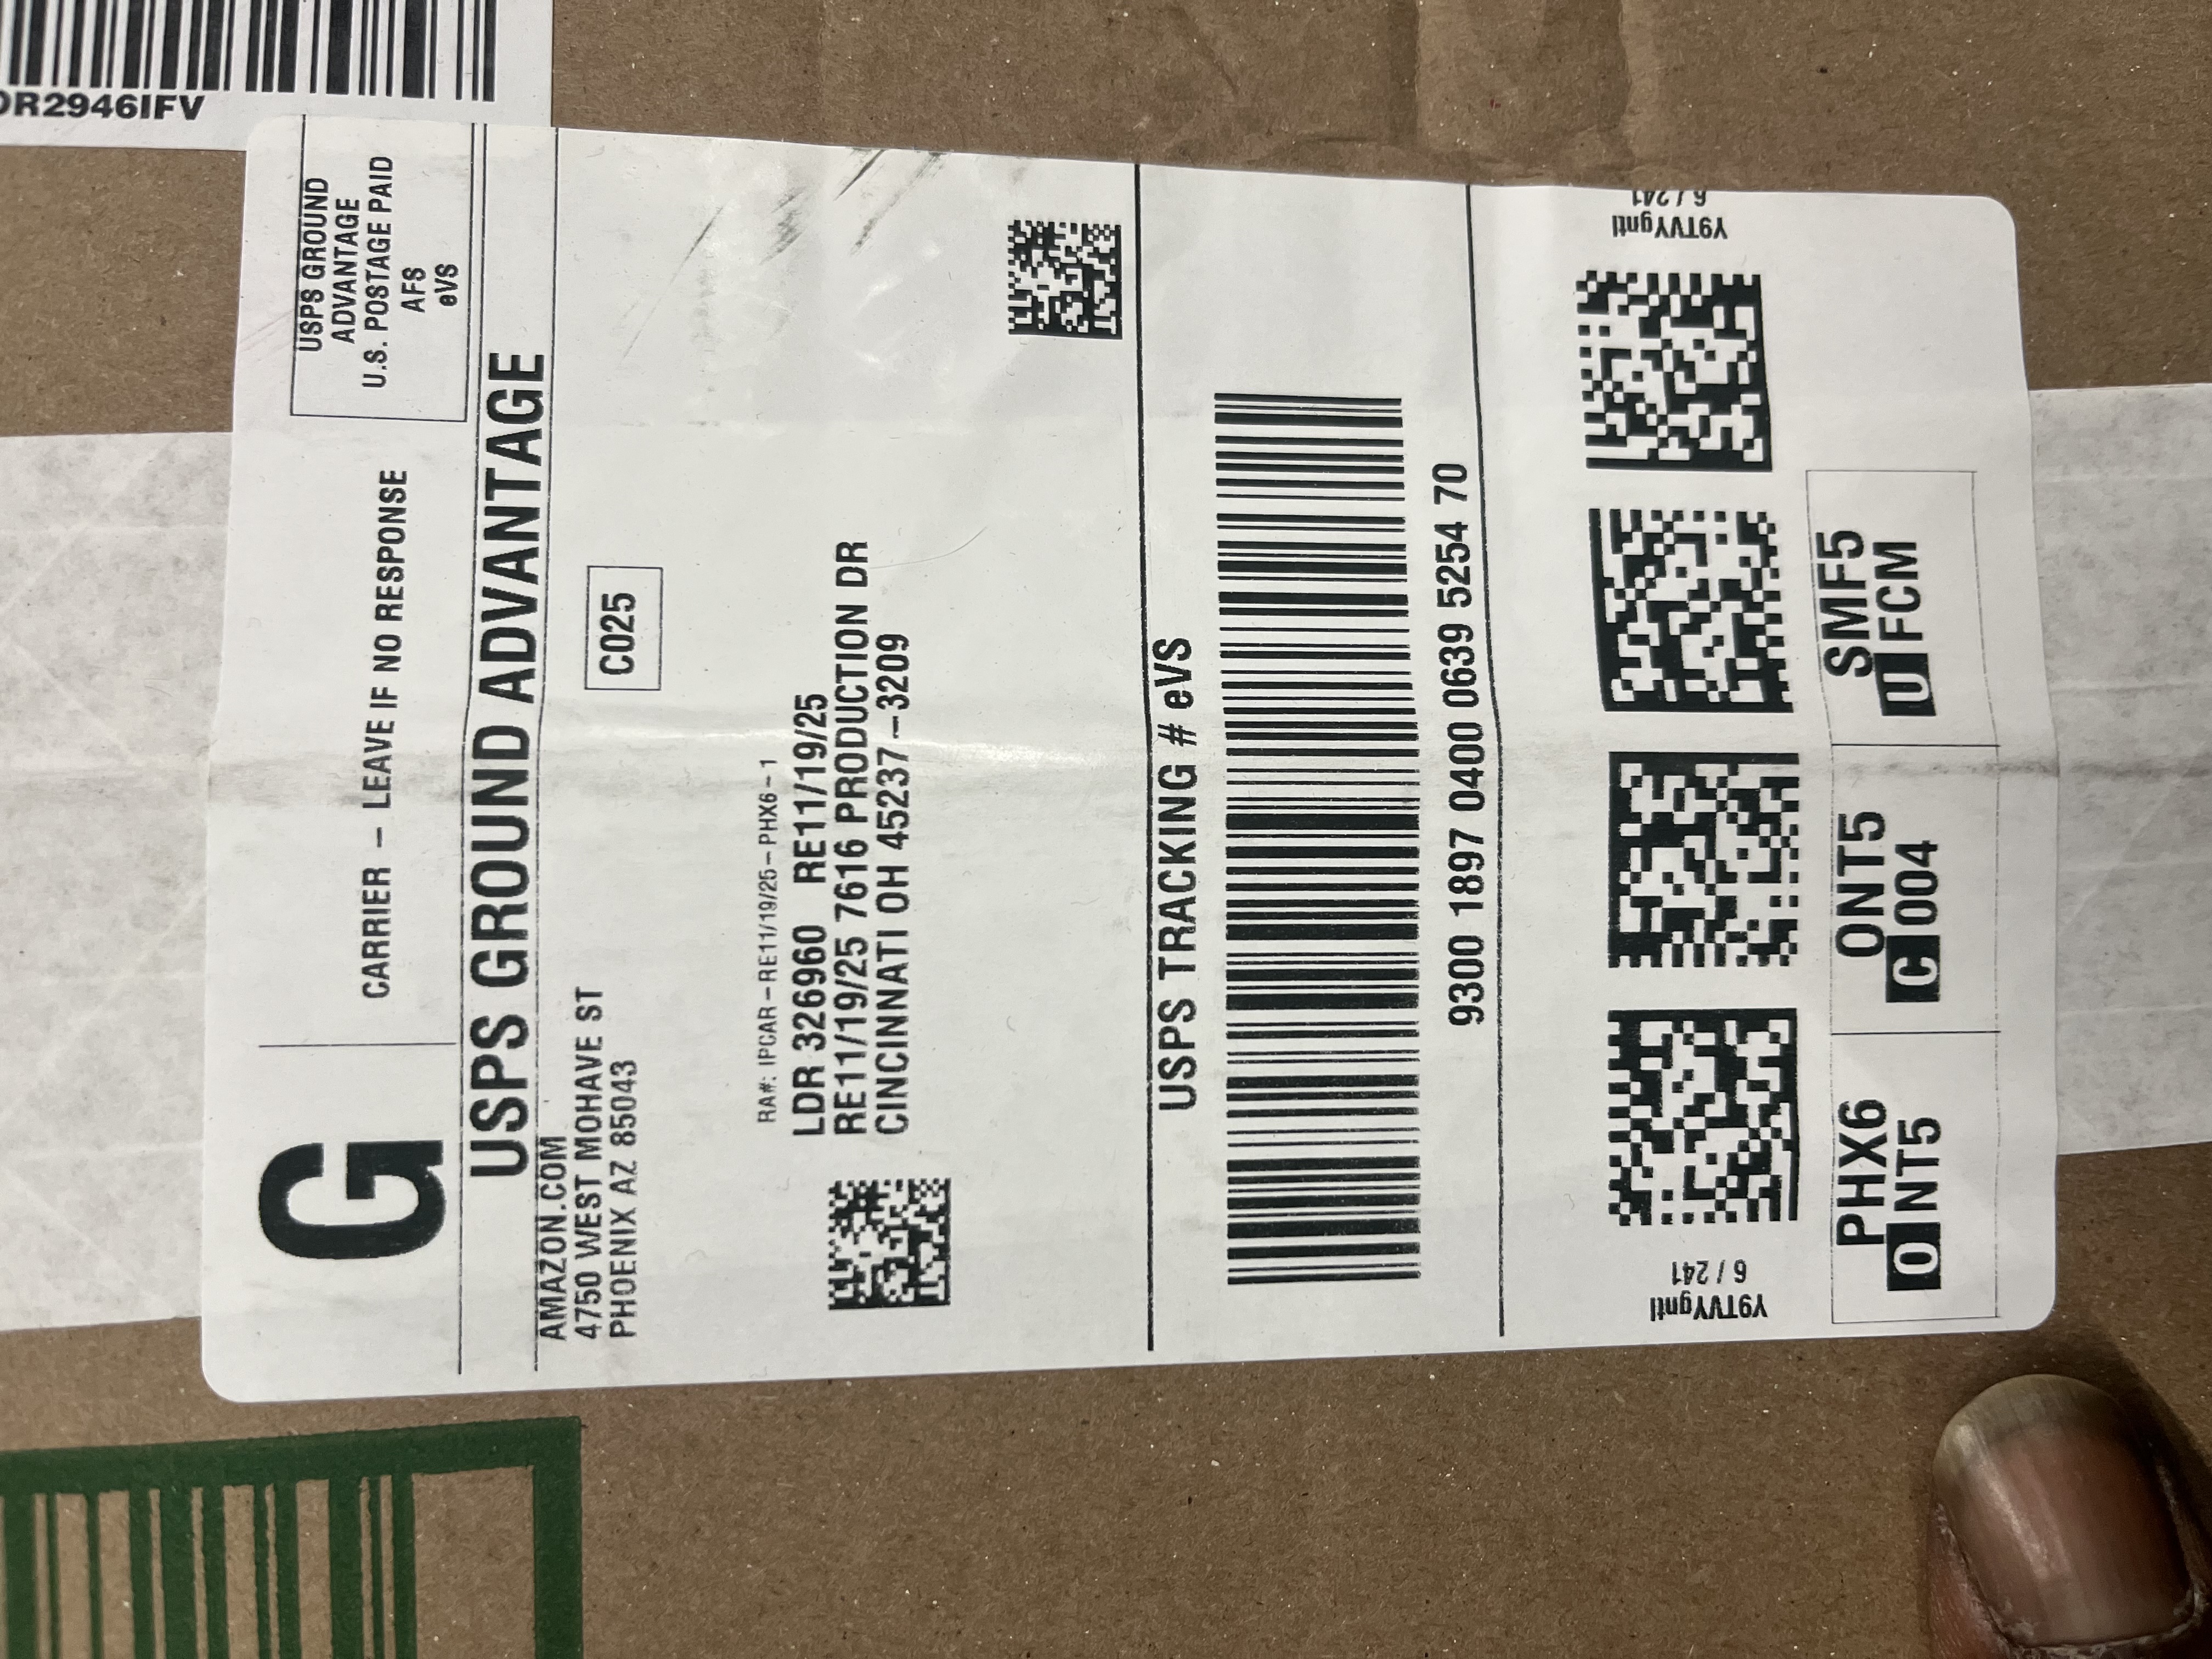 DR2946IFV
G
CARRIER – LEAVE IF NO RESPONSE
USPS GROUND
ADVANTAGE
U.S. POSTAGE PAID
AFS
eVS
USPS GROUND ADVANTAGE
AMAZON.COM
4750 WEST MOHAVE ST
PHOENIX AZ 85043
C025
RA#: IPCAR-RE11/19/25-PHX6-1
LDR 326960 RE11/19/25
RE11/19/25 7616 PRODUCTION DR
CINCINNATI OH 45237-3209
USPS TRACKING # eVS
9300 1897 0400 0639 5254 70
Y9TVYgntl
6 / 241
Y9TVYgntl
6 / 241
PHX6
O NT5
ONT5
C 004
SMF5
U FCM